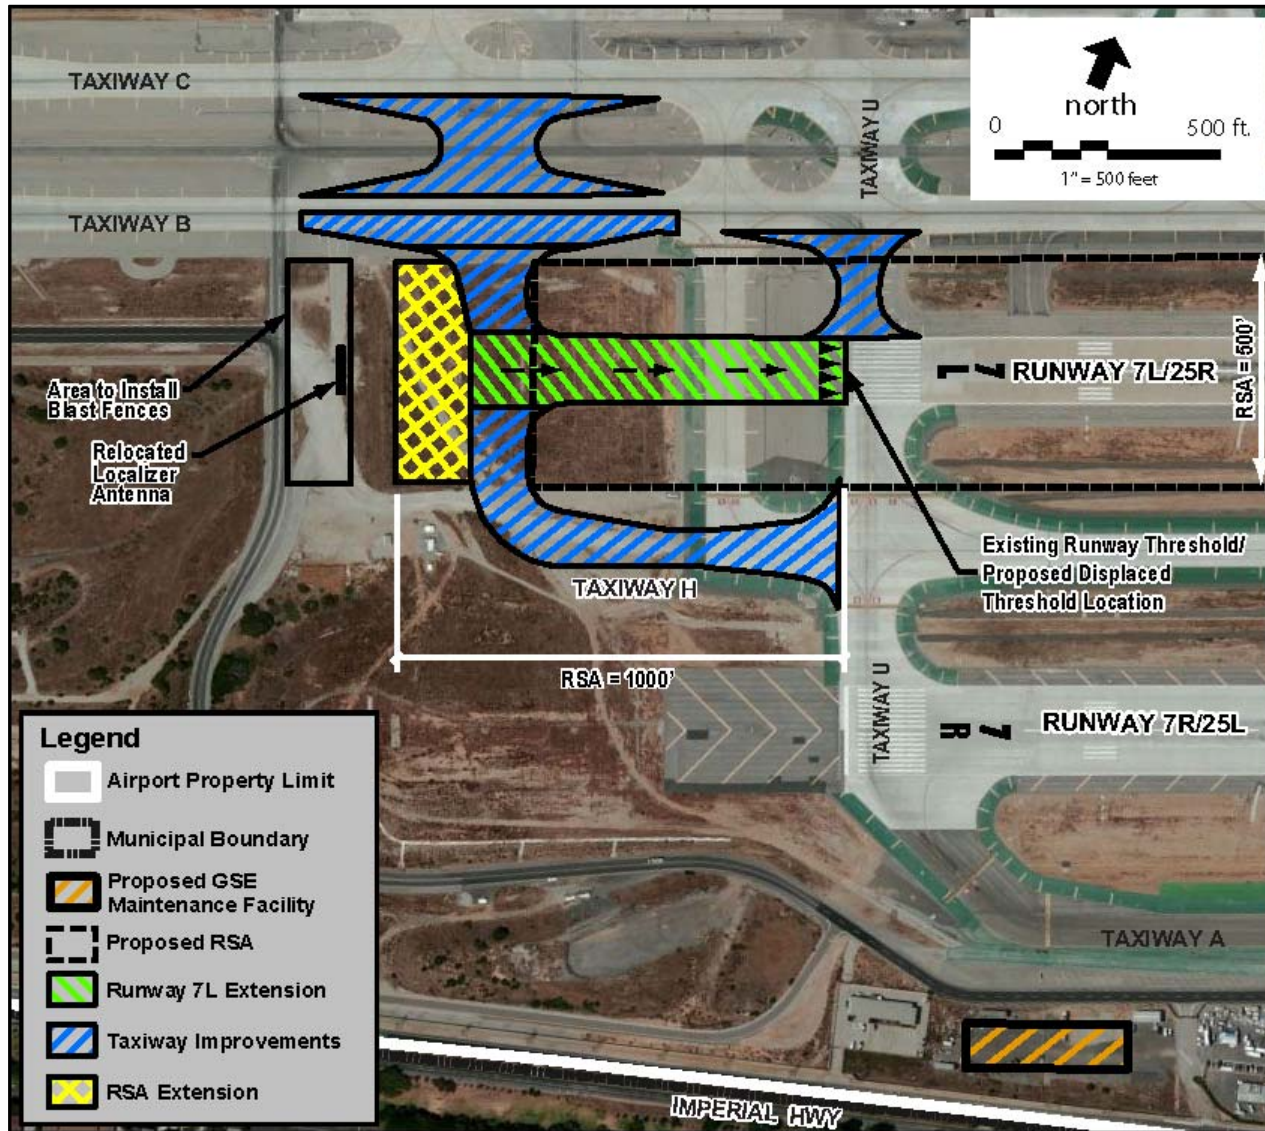 TAXIWAY C
TAXIWAY U
north
0 500 ft.
1" = 500 feet
TAXIWAY B
RSA = 500'
RUNWAY 7L/25R
Area to Install
Blast Fences
Relocated
Localizer
Antenna
Existing Runway Threshold/
Proposed Displaced
Threshold Location
TAXIWAY H
RSA = 1000'
TAXIWAY U
7
R
RUNWAY 7R/25L
Legend
Airport Property Limit
Municipal Boundary
Proposed GSE
Maintenance Facility
Proposed RSA
Runway 7L Extension
Taxiway Improvements
RSA Extension
TAXIWAY A
IMPERIAL HWY